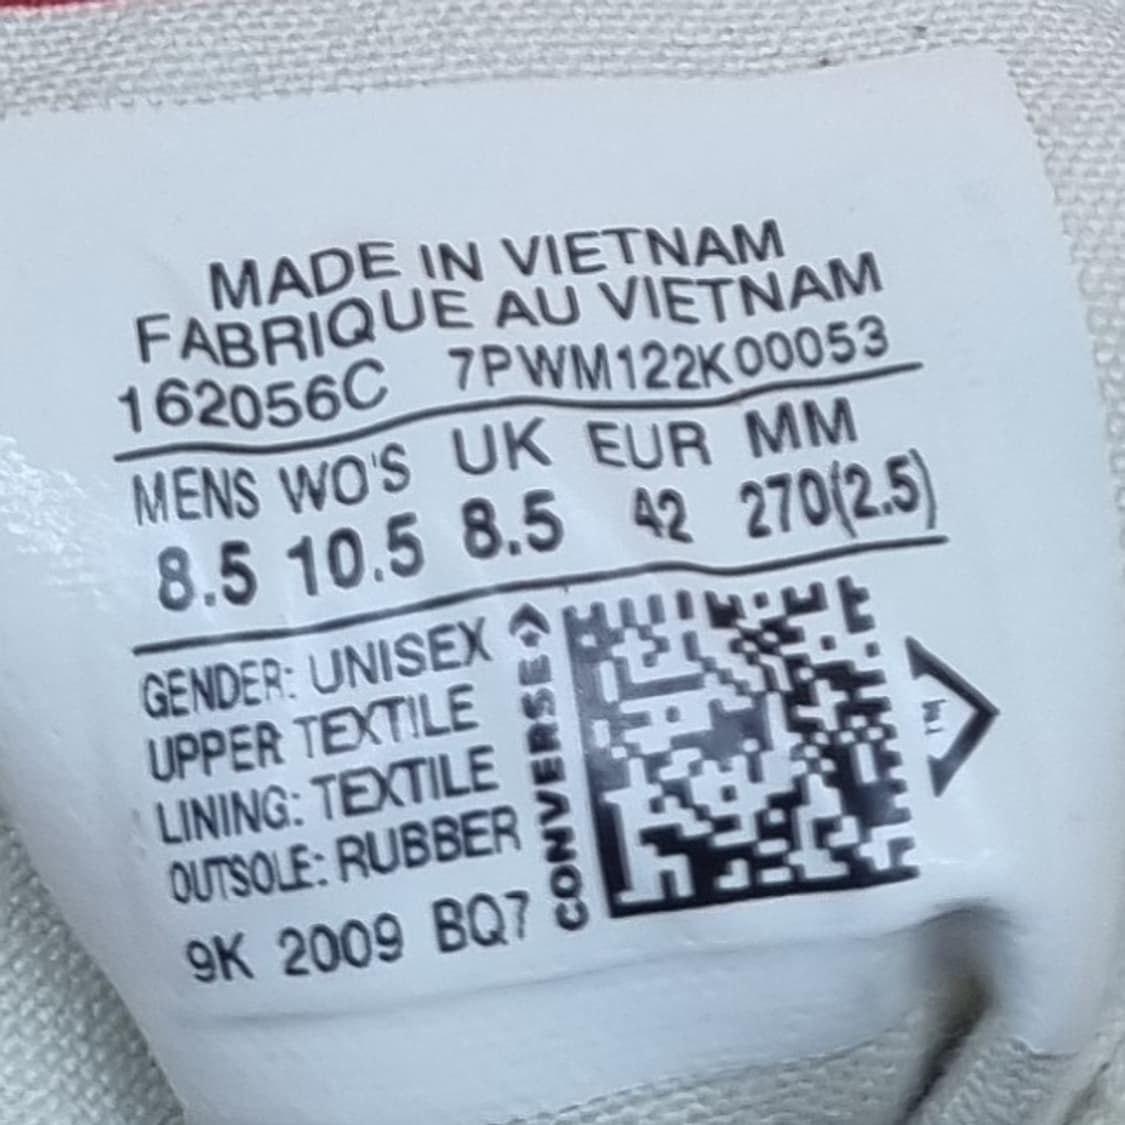 MADE IN VIETNAM
FABRIQUE AU VIETNAM
162056C 7PWM122K00053
MENS WO'S UK EUR MM
8.5 10.5 8.5 42 270(2.5)
GENDER: UNISEX
UPPER TEXTILE
LINING: TEXTILE
OUTSOLE: RUBBER
9K 2009 BQ7
CONVERSE
TM